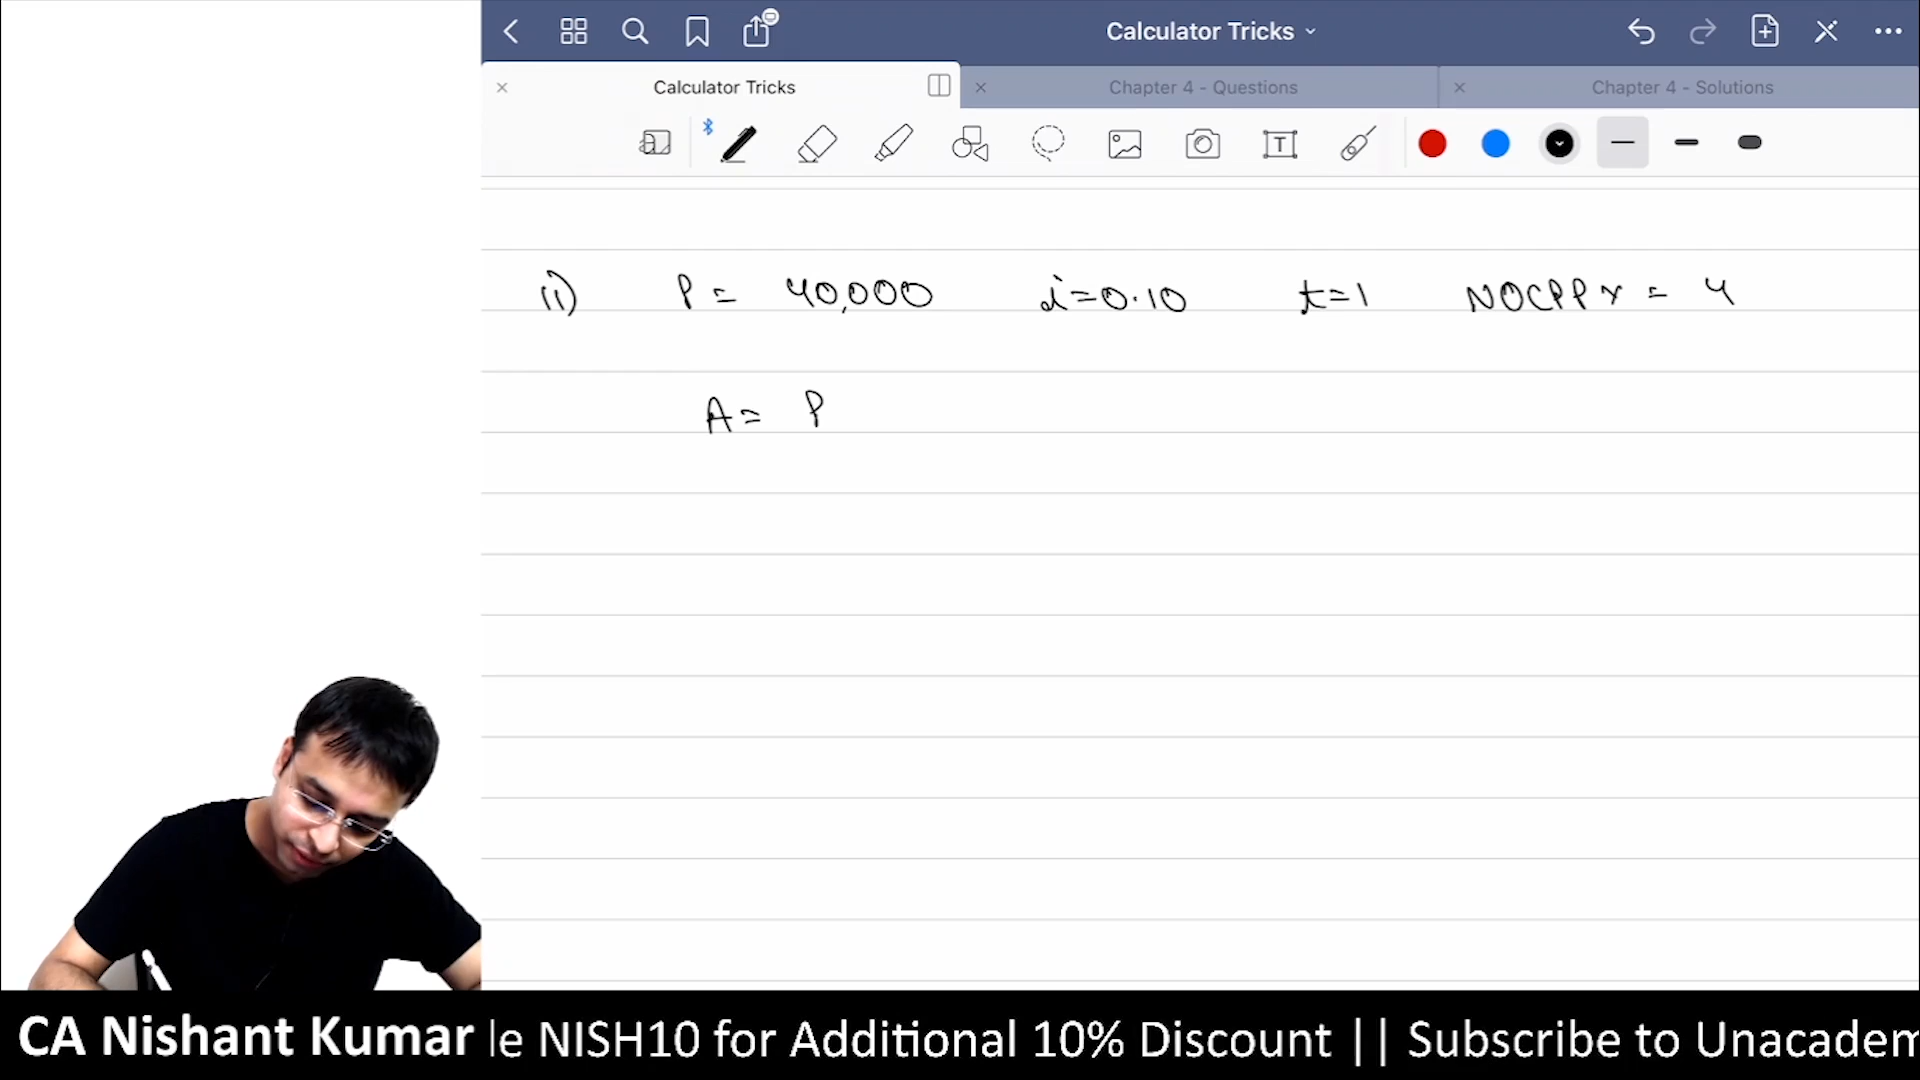 Calculator Tricks
Calculator Tricks
Chapter 4 - Questions
Chapter 4 - Solutions
ii) P = 40,000 i=0.10 t=1 NOCPPY = 4
A = P
CA Nishant Kumar
le NISH10 for Additional 10% Discount || Subscribe to Unacadem